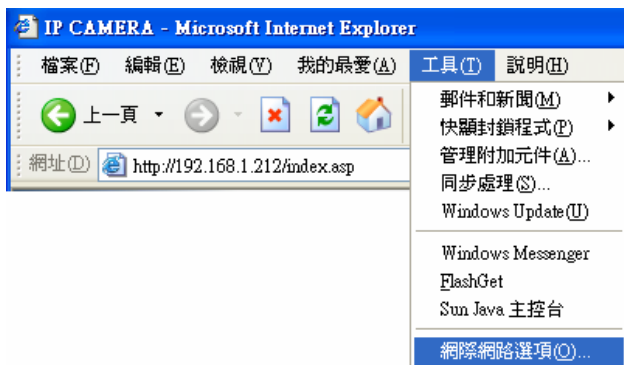 IP CAMERA - Microsoft Internet Explorer
檔案(F) 編輯(E) 檢視(V) 我的最愛(A) 工具(T) 說明(H)
上一頁
網址(D) http://192.168.1.212/index.asp
郵件和新聞(M)
快顯封鎖程式(P)
管理附加元件(A)...
同步處理(S)...
Windows Update(U)
Windows Messenger
FlashGet
Sun Java 主控台
網際網路選項(O)...